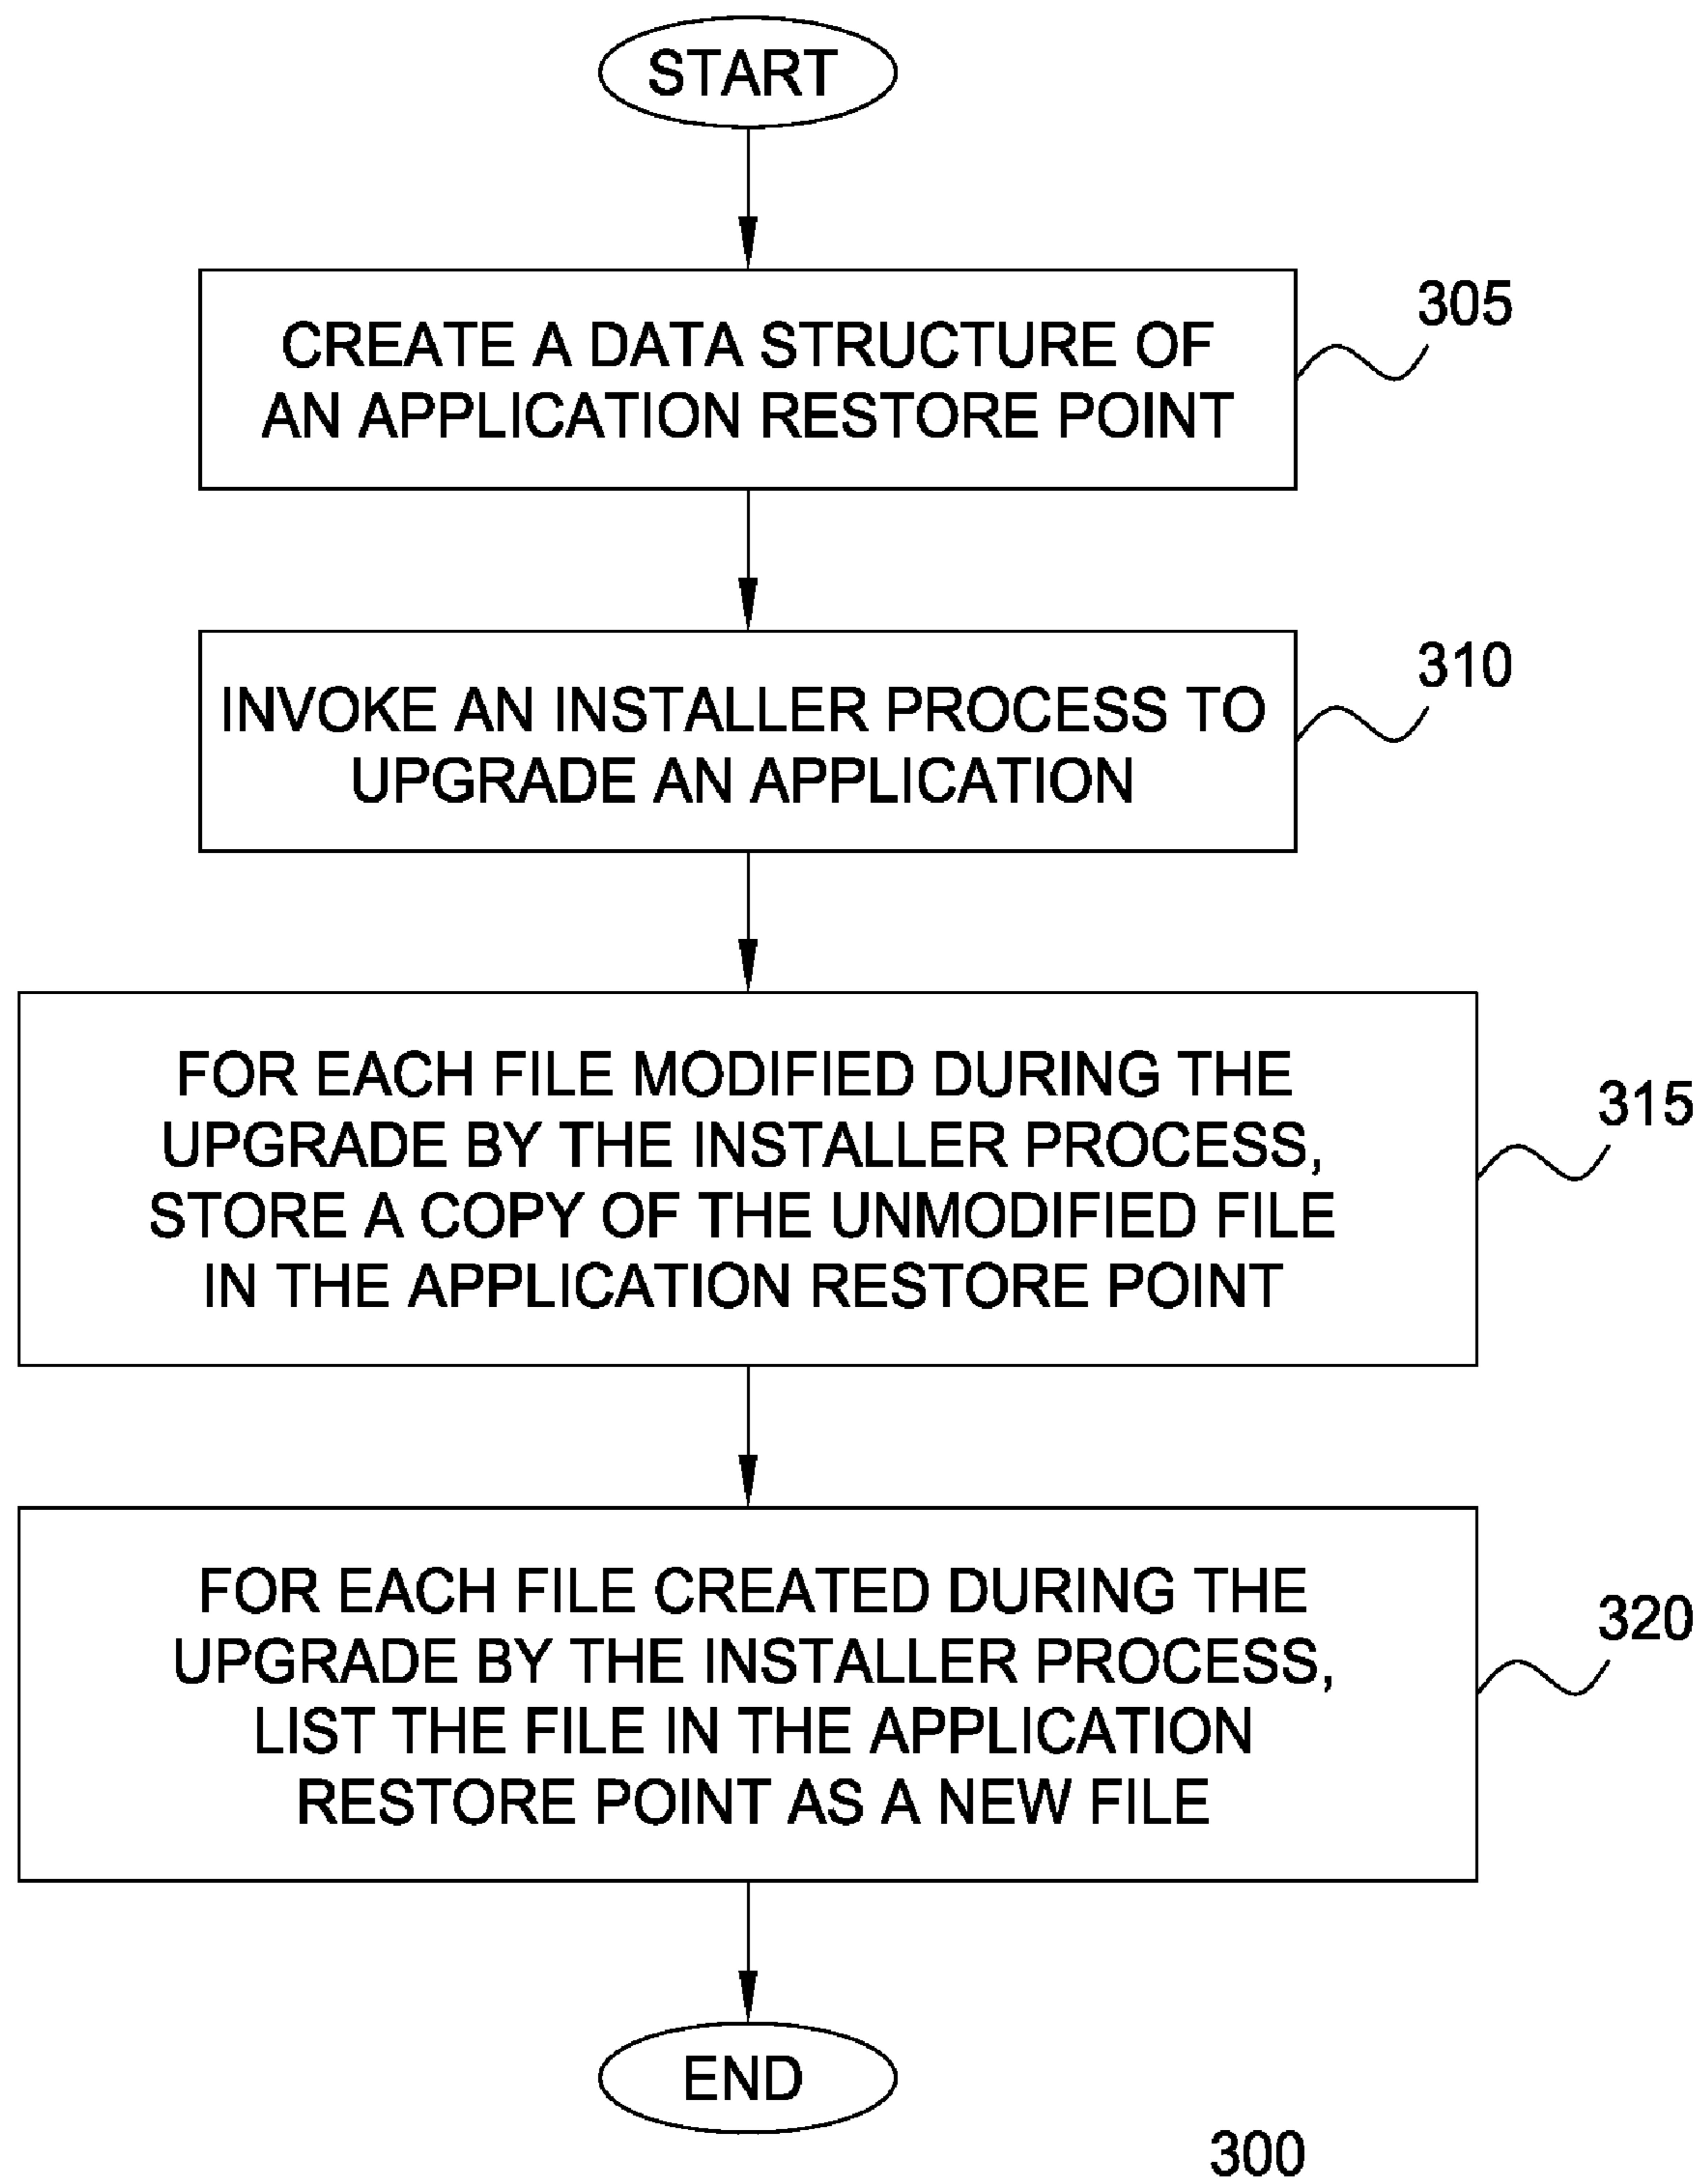 START
CREATE A DATA STRUCTURE OF
AN APPLICATION RESTORE POINT
305
INVOKE AN INSTALLER PROCESS TO
UPGRADE AN APPLICATION
310
FOR EACH FILE MODIFIED DURING THE
UPGRADE BY THE INSTALLER PROCESS,
STORE A COPY OF THE UNMODIFIED FILE
IN THE APPLICATION RESTORE POINT
315
FOR EACH FILE CREATED DURING THE
UPGRADE BY THE INSTALLER PROCESS,
LIST THE FILE IN THE APPLICATION
RESTORE POINT AS A NEW FILE
320
END
300